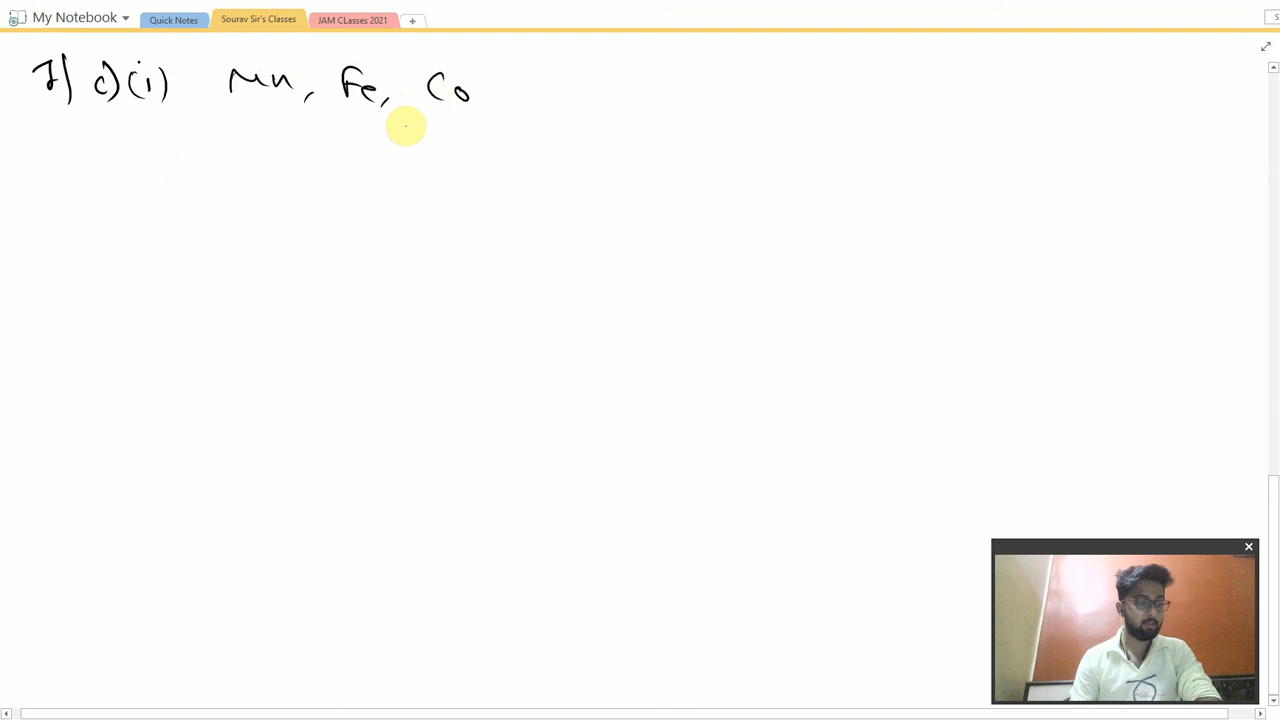 My Notebook Quick Notes Sourav Sir's Classes JAM CLasses 2021
7) c) (i) Mn, Fe, Co